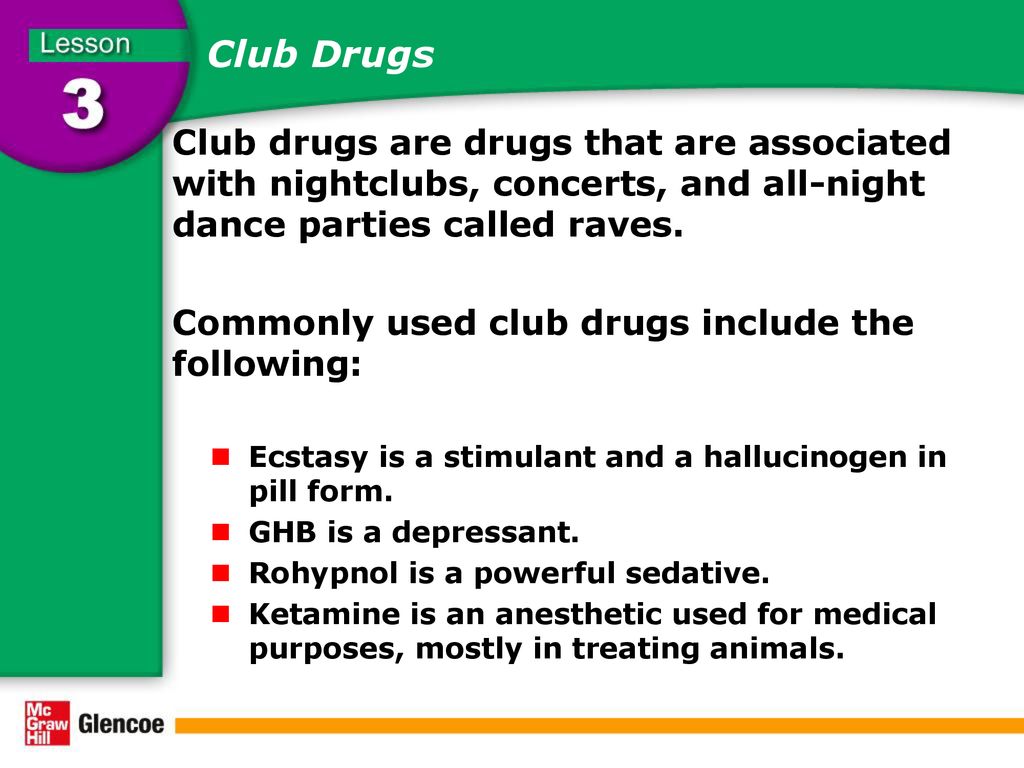 Lesson
3
Club Drugs
Club drugs are drugs that are associated
with nightclubs, concerts, and all-night
dance parties called raves.
Commonly used club drugs include the
following:
Ecstasy is a stimulant and a hallucinogen in
pill form.
GHB is a depressant.
Rohypnol is a powerful sedative.
Ketamine is an anesthetic used for medical
purposes, mostly in treating animals.
Mc
Graw
Hill
Glencoe